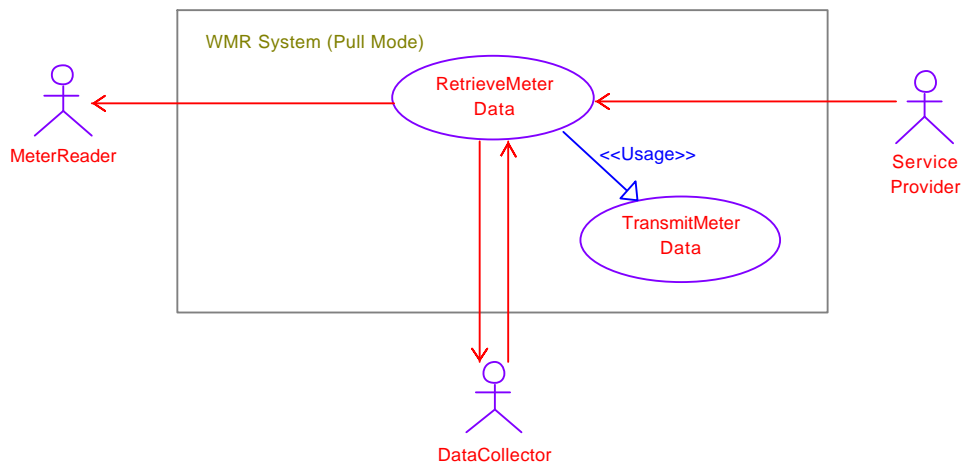 WMR System (Pull Mode)
RetrieveMeter
Data
MeterReader
<<Usage>>
Service
Provider
TransmitMeter
Data
DataCollector